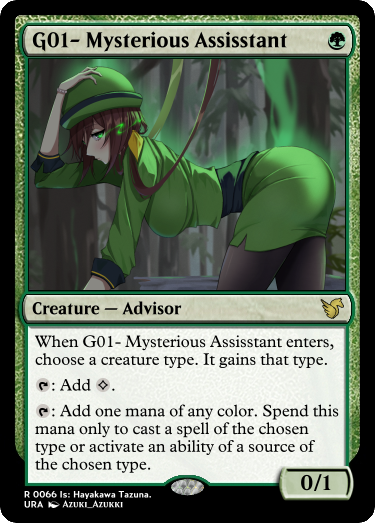 G01- Mysterious Assisstant
Creature — Advisor
When G01- Mysterious Assisstant enters,
choose a creature type. It gains that type.
: Add .
: Add one mana of any color. Spend this
mana only to cast a spell of the chosen
type or activate an ability of a source of
the chosen type.
0/1
R 0066 Is: Hayakawa Tazuna.
URA Azuki_Azukki